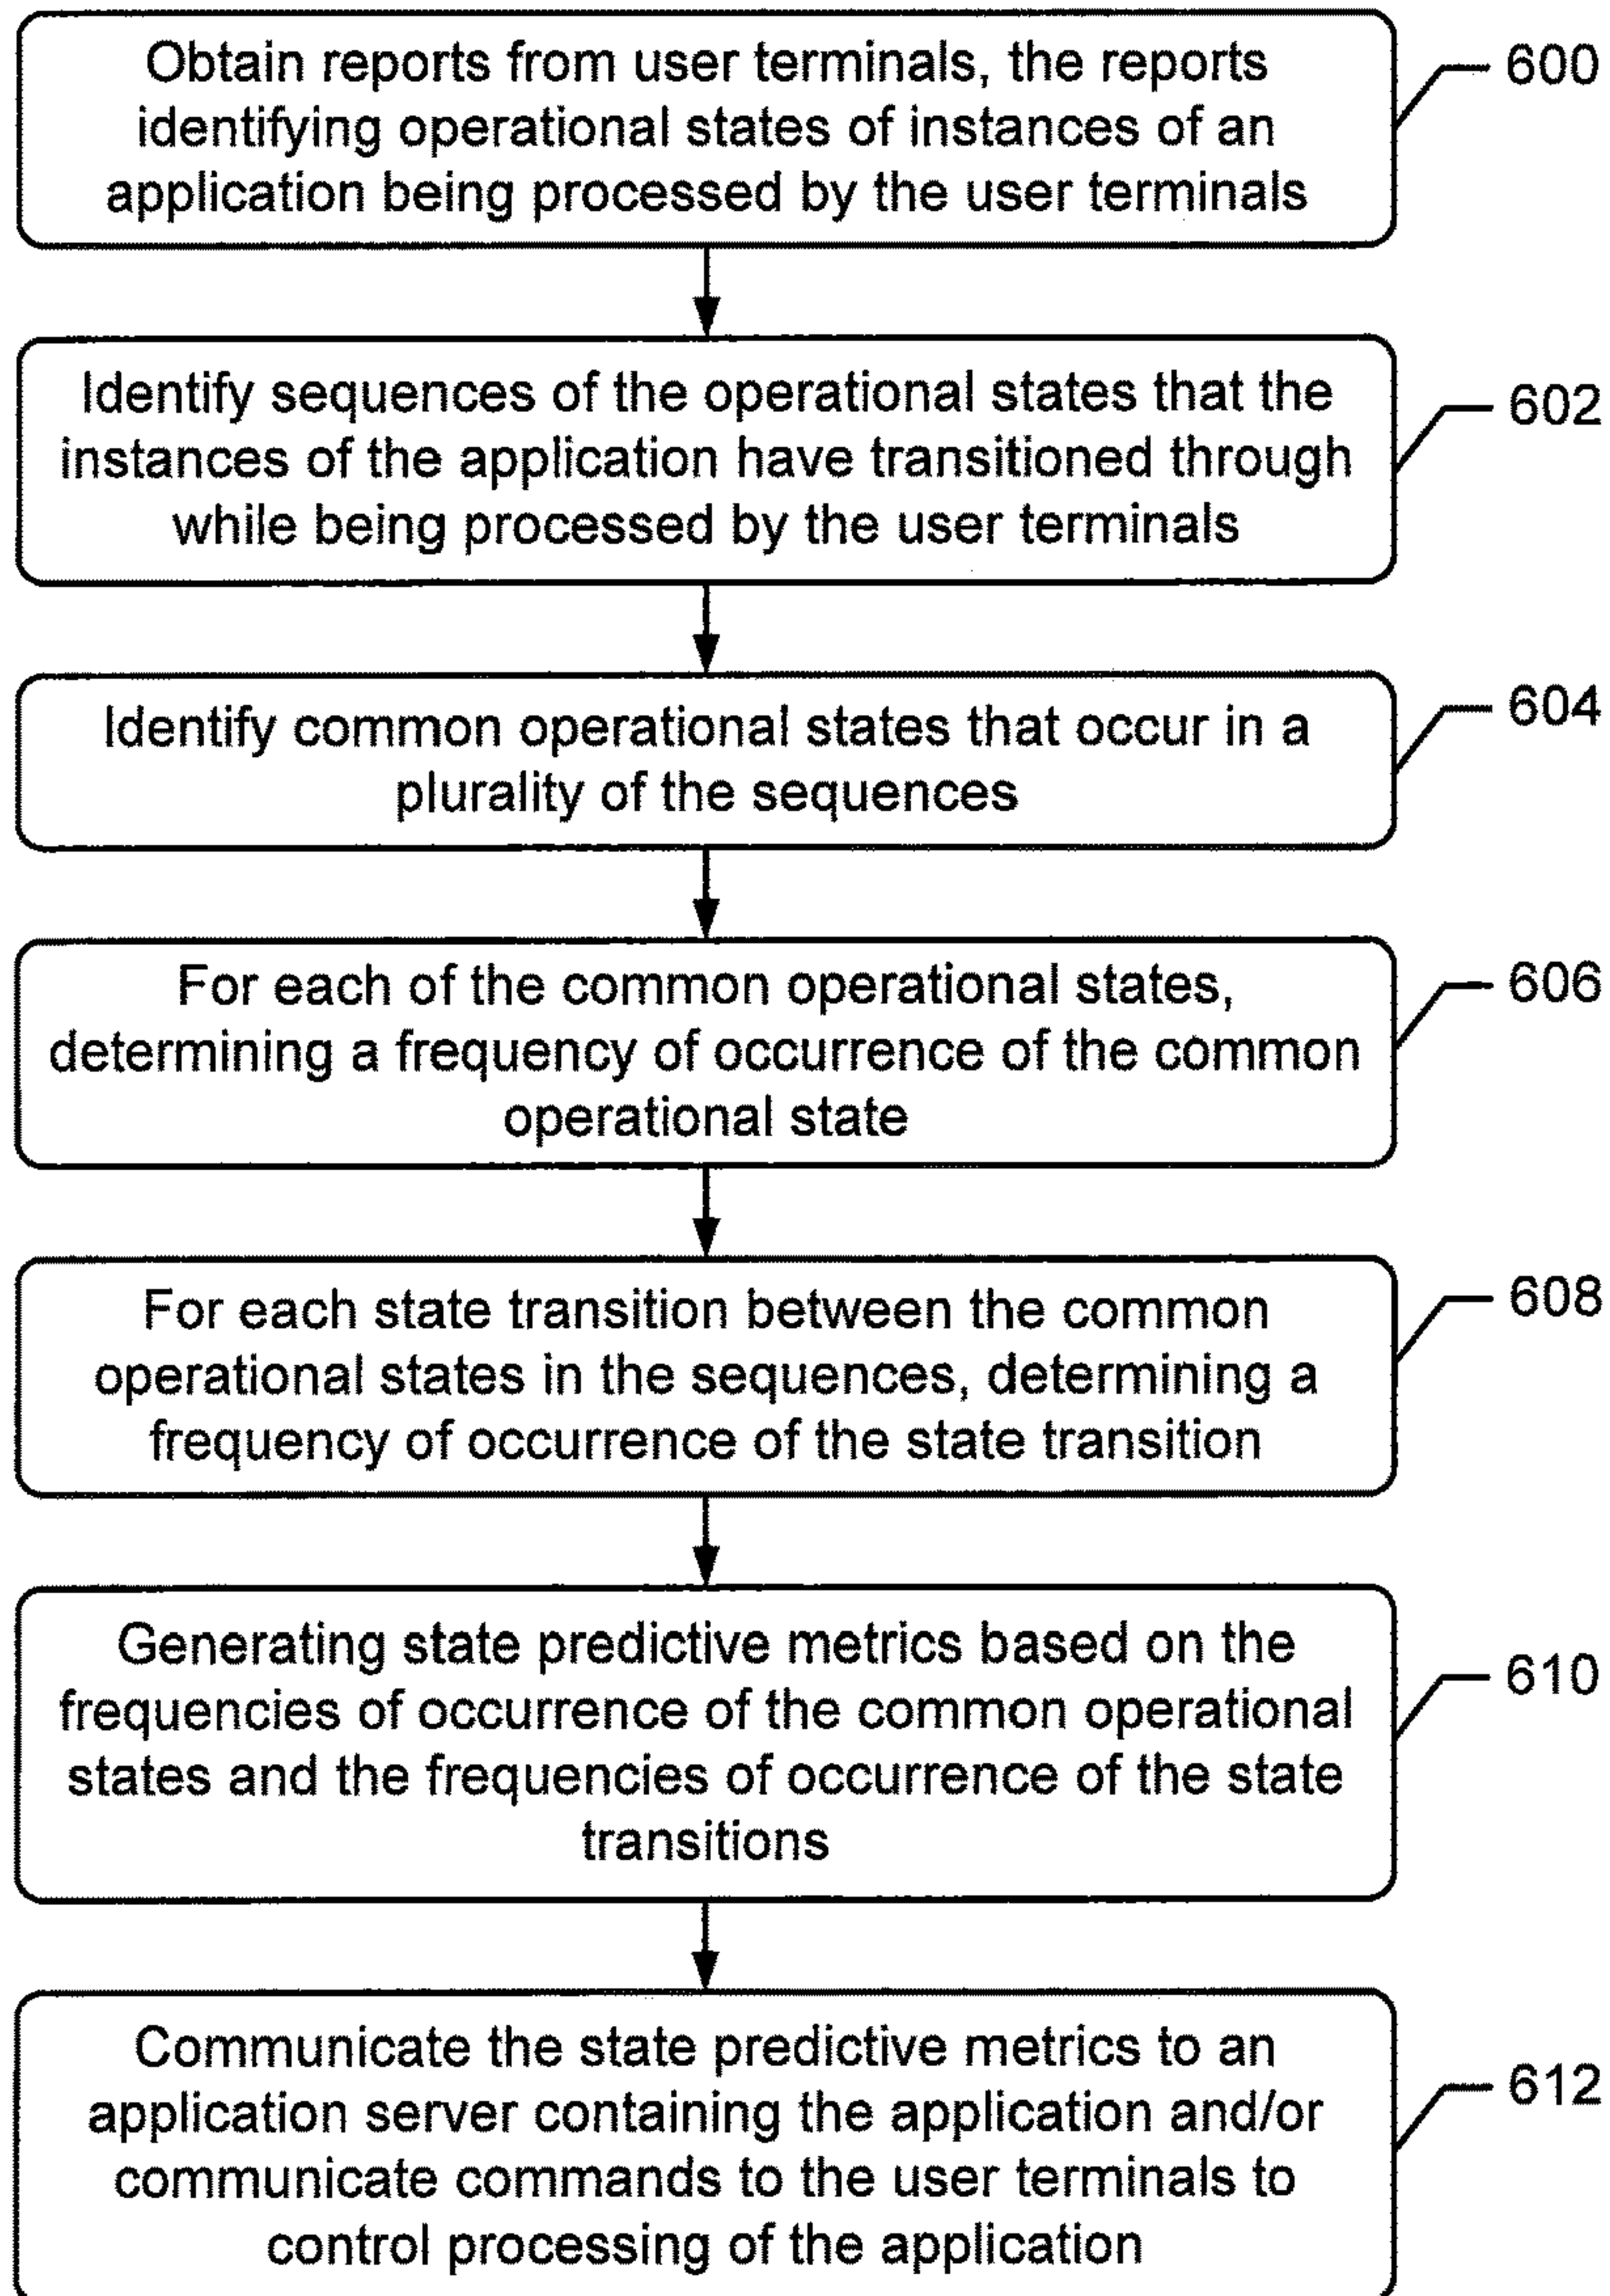 Obtain reports from user terminals, the reports
identifying operational states of instances of an
application being processed by the user terminals
600
Identify sequences of the operational states that the
instances of the application have transitioned through
while being processed by the user terminals
602
Identify common operational states that occur in a
plurality of the sequences
604
For each of the common operational states,
determining a frequency of occurrence of the common
operational state
606
For each state transition between the common
operational states in the sequences, determining a
frequency of occurrence of the state transition
608
Generating state predictive metrics based on the
frequencies of occurrence of the common operational
states and the frequencies of occurrence of the state
transitions
610
Communicate the state predictive metrics to an
application server containing the application and/or
communicate commands to the user terminals to
control processing of the application
612